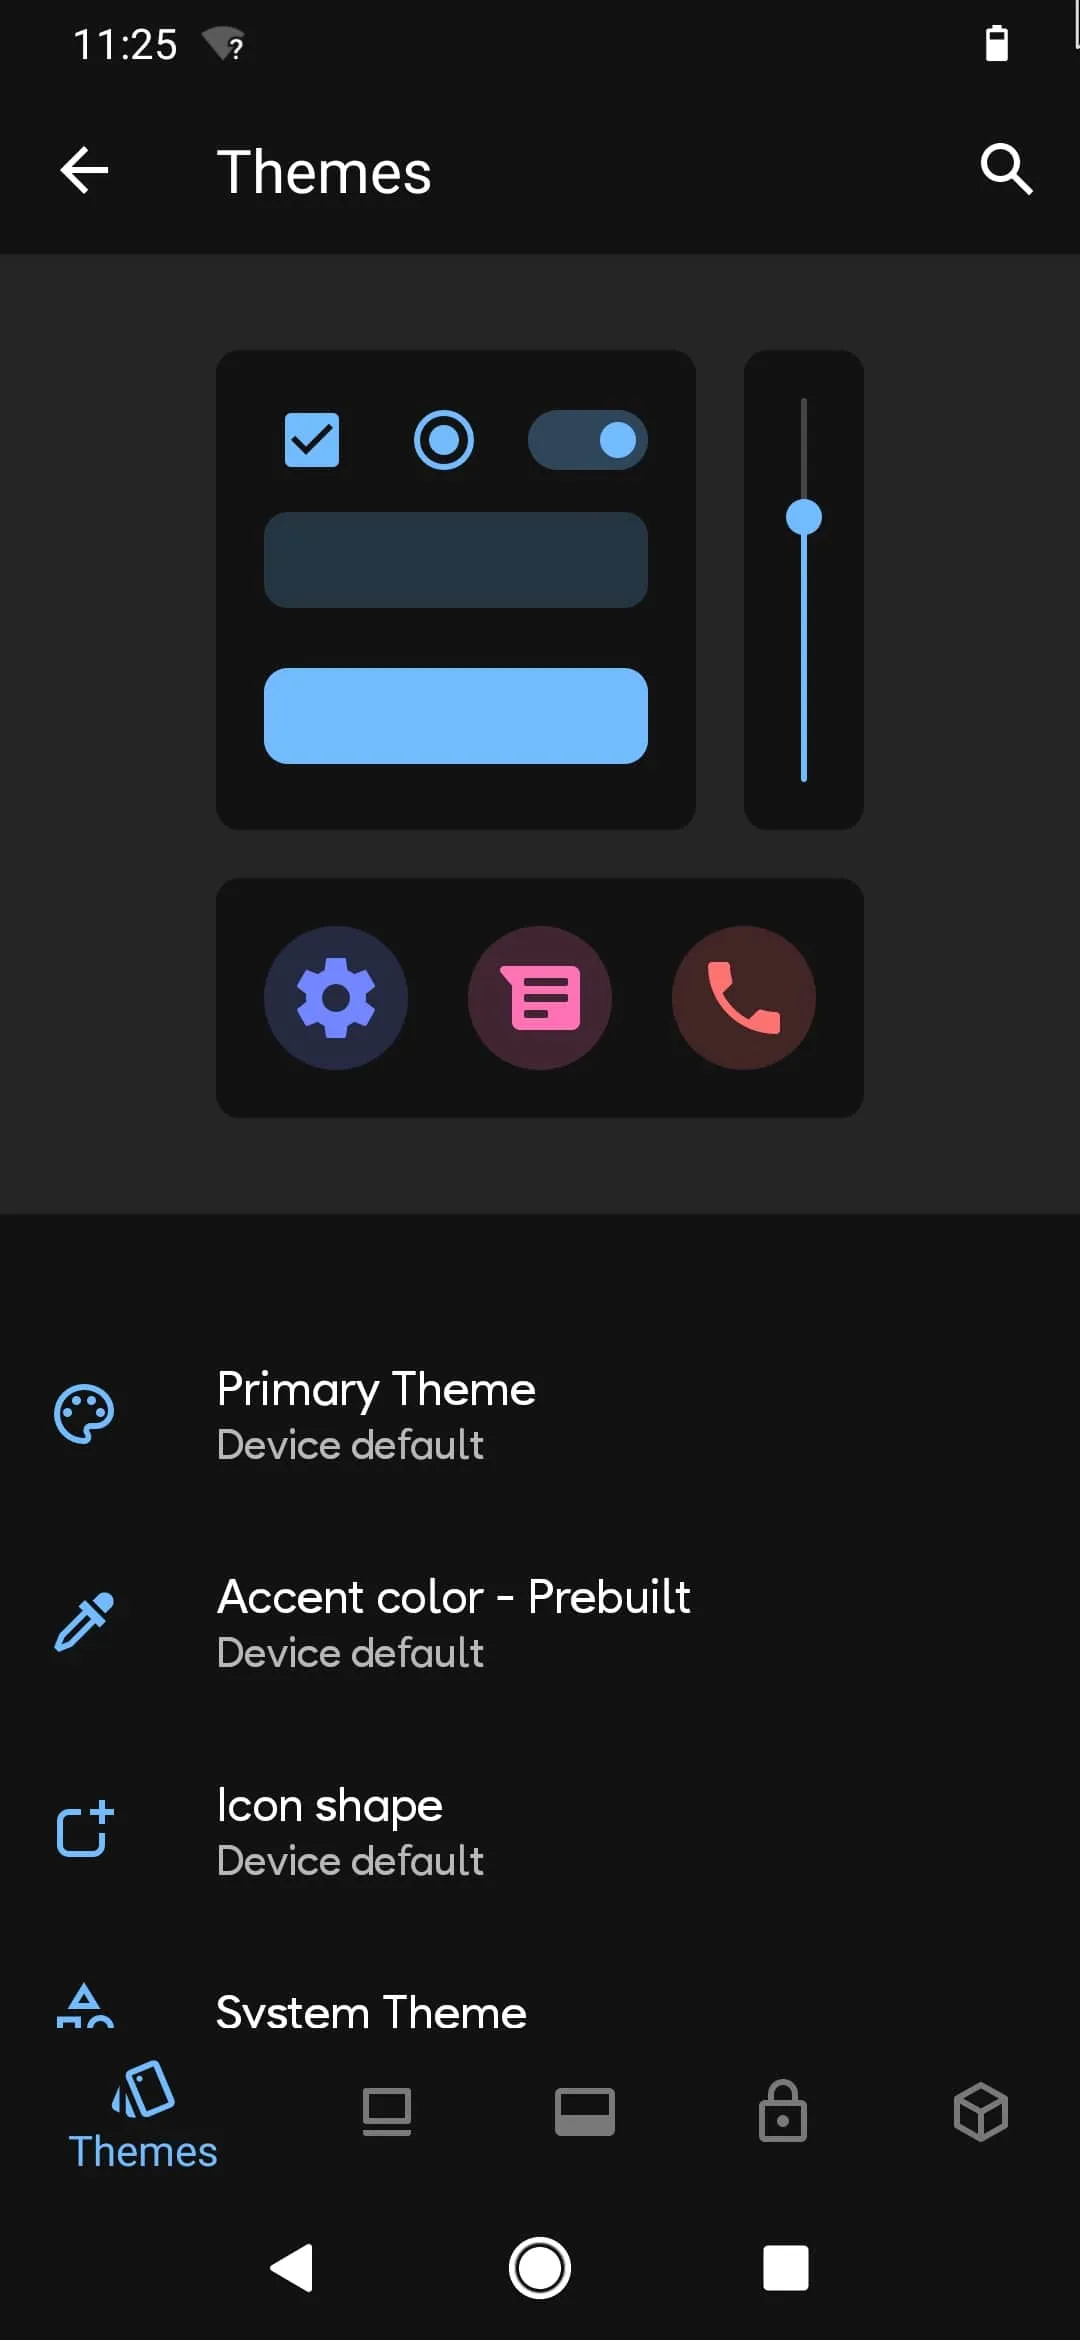 11:25
Themes
Primary Theme
Device default
Accent color - Prebuilt
Device default
Icon shape
Device default
System Theme
Themes